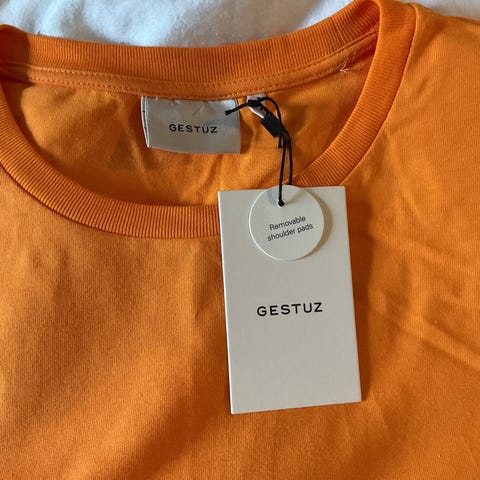 GESTUZ
Removable
shoulder pads
GESTUZ